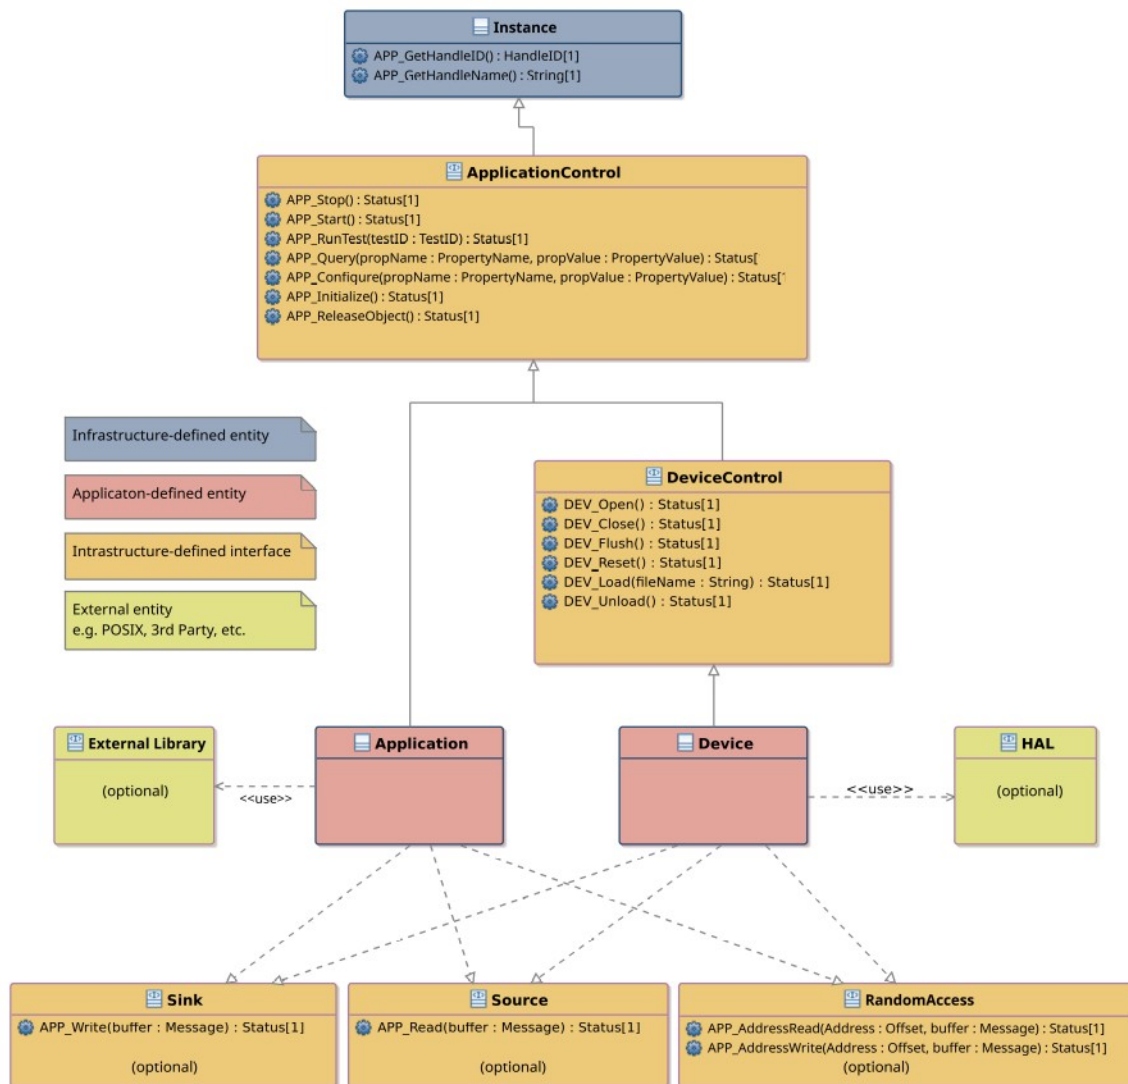 Instance
APP_GetHandleID() : HandleID[1]
APP_GetHandleName() : String[1]
ApplicationControl
APP_Stop() : Status[1]
APP_Start() : Status[1]
APP_RunTest(testID : TestID) : Status[1]
APP_Query(propName : PropertyName, propValue : PropertyValue) : Status[
APP_Configure(propName : PropertyName, propValue : PropertyValue) : Status[1
APP_Initialize() : Status[1]
APP_ReleaseObject() : Status[1]
Infrastructure-defined entity
Applicaton-defined entity
Intrastructure-defined interface
External entity
e.g. POSIX, 3rd Party, etc.
DeviceControl
DEV_Open() : Status[1]
DEV_Close() : Status[1]
DEV_Flush() : Status[1]
DEV_Reset() : Status[1]
DEV_Load(fileName : String) : Status[1]
DEV_Unload() : Status[1]
External Library
(optional)
<<use>>
Application
Device
<<use>>
HAL
(optional)
Sink
APP_Write(buffer : Message) : Status[1]
(optional)
Source
APP_Read(buffer : Message) : Status[1]
(optional)
RandomAccess
APP_AddressRead(Address : Offset, buffer : Message) : Status[1]
APP_AddressWrite(Address : Offset, buffer : Message) : Status[1]
(optional)